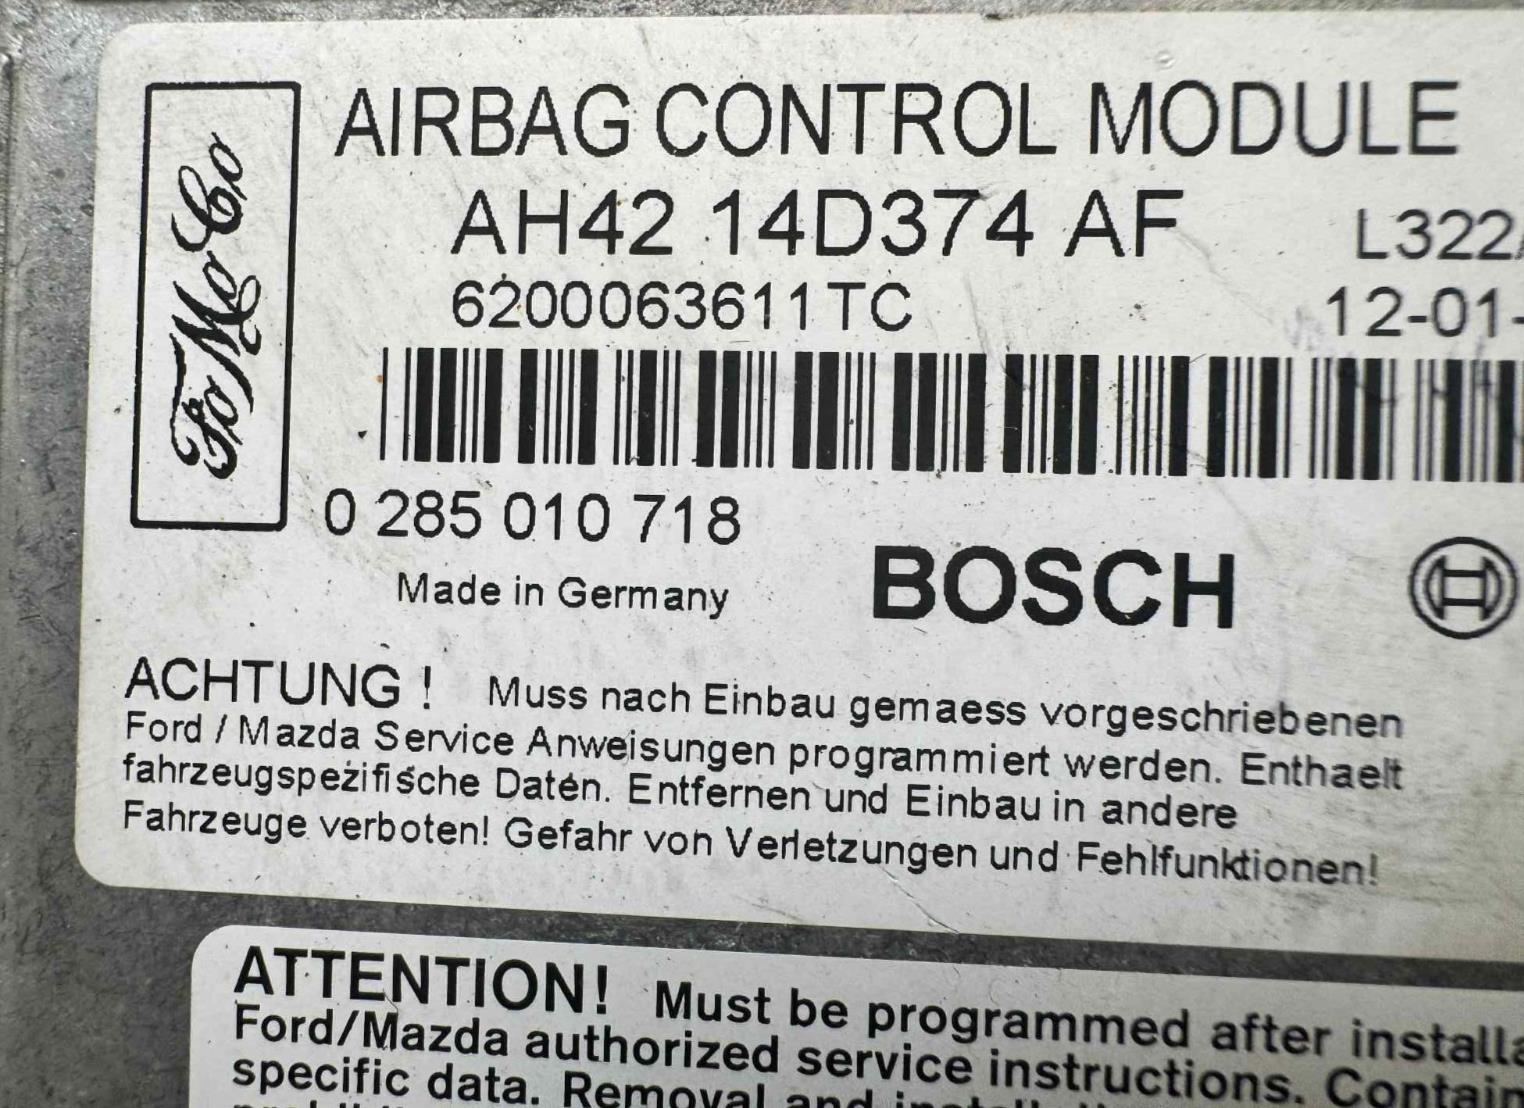 FoMoCo
AIRBAG CONTROL MODULE
AH42 14D374 AF L322
6200063611TC 12-01-
0 285 010 718
Made in Germany BOSCH
ACHTUNG ! Muss nach Einbau gemaess vorgeschriebenen
Ford / Mazda Service Anweisungen programmiert werden. Enthaelt
fahrzeugspezifische Daten. Entfernen und Einbau in andere
Fahrzeuge verboten! Gefahr von Verletzungen und Fehlfunktionen!
ATTENTION! Must be programmed after installa
Ford/Mazda authorized service instructions. Contain
specific data. Removal and